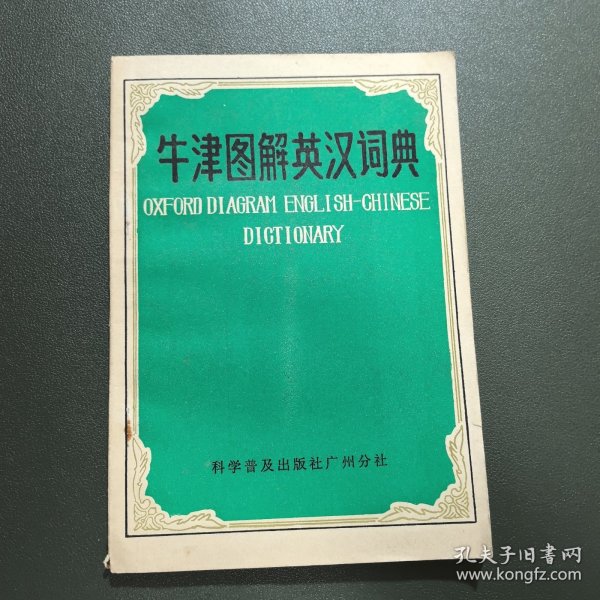 牛津图解英汉词典
OXFORD DIAGRAM ENGLISH-CHINESE
DICTIONARY
科学普及出版社广州分社
孔夫子旧书网
www.kongfz.com